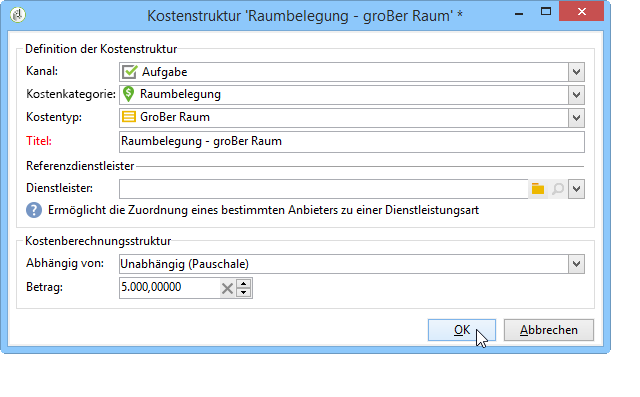 Kostenstruktur 'Raumbelegung - groBer Raum' *
Definition der Kostenstruktur
Kanal: Aufgabe
Kostenkategorie: Raumbelegung
Kostentyp: GroBer Raum
Titel: Raumbelegung - groBer Raum
Referenzdienstleister
Dienstleister:
Ermöglicht die Zuordnung eines bestimmten Anbieters zu einer Dienstleistungsart
Kostenberechnungsstruktur
Abhängig von: Unabhängig (Pauschale)
Betrag: 5.000,00000
OK Abbrechen